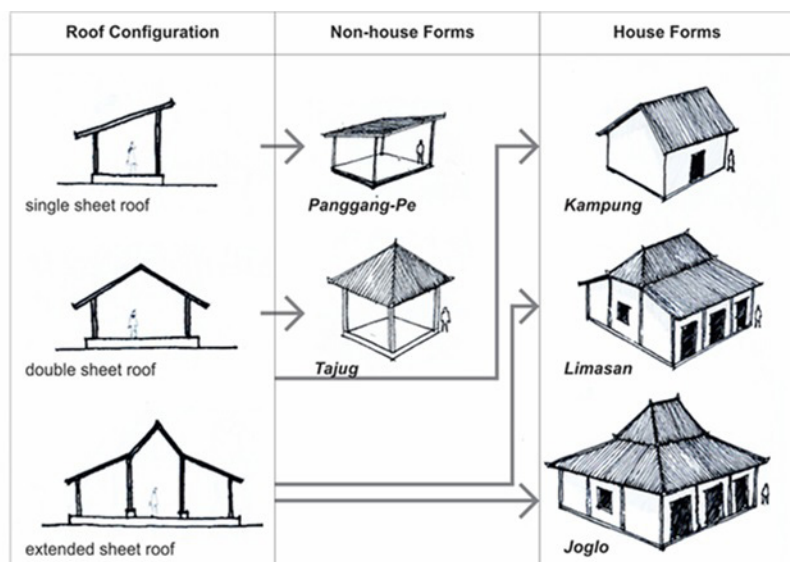 Roof Configuration
Non-house Forms
House Forms
single sheet roof
Panggang-Pe
Kampung
double sheet roof
Tajug
Limasan
extended sheet roof
Joglo